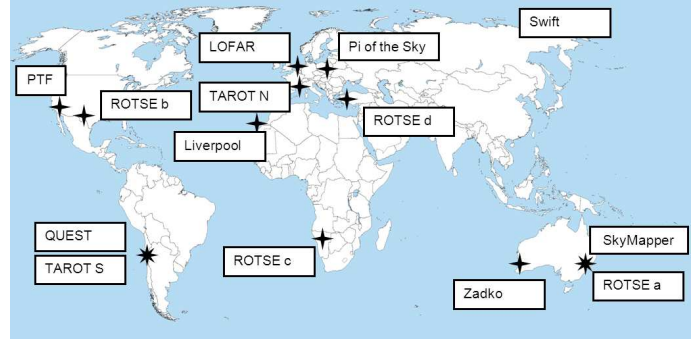 Swift
LOFAR
Pi of the Sky
PTF
ROTSE b
TAROT N
ROTSE d
Liverpool
QUEST
TAROT S
ROTSE c
SkyMapper
Zadko
ROTSE a